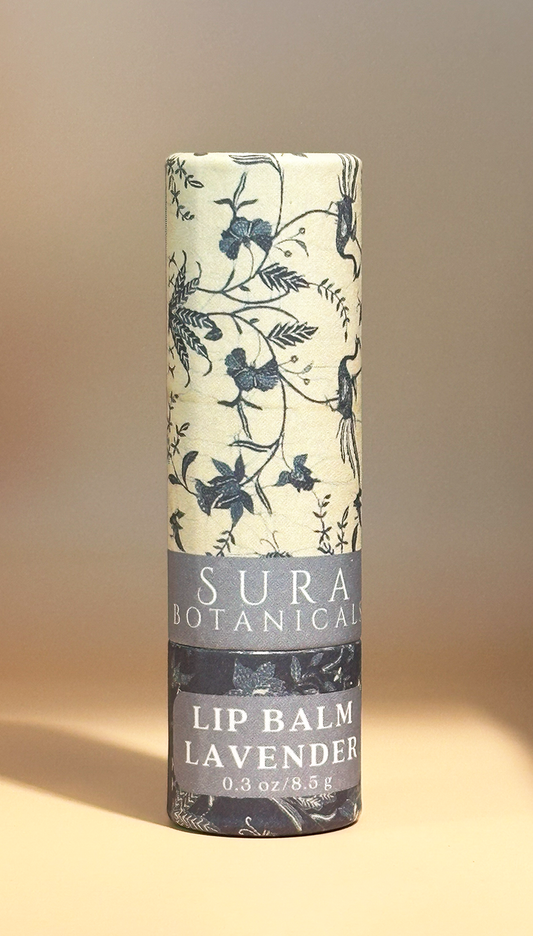 SURA
BOTANICALS
LIP BALM
LAVENDER
0.3 oz/8.5 g